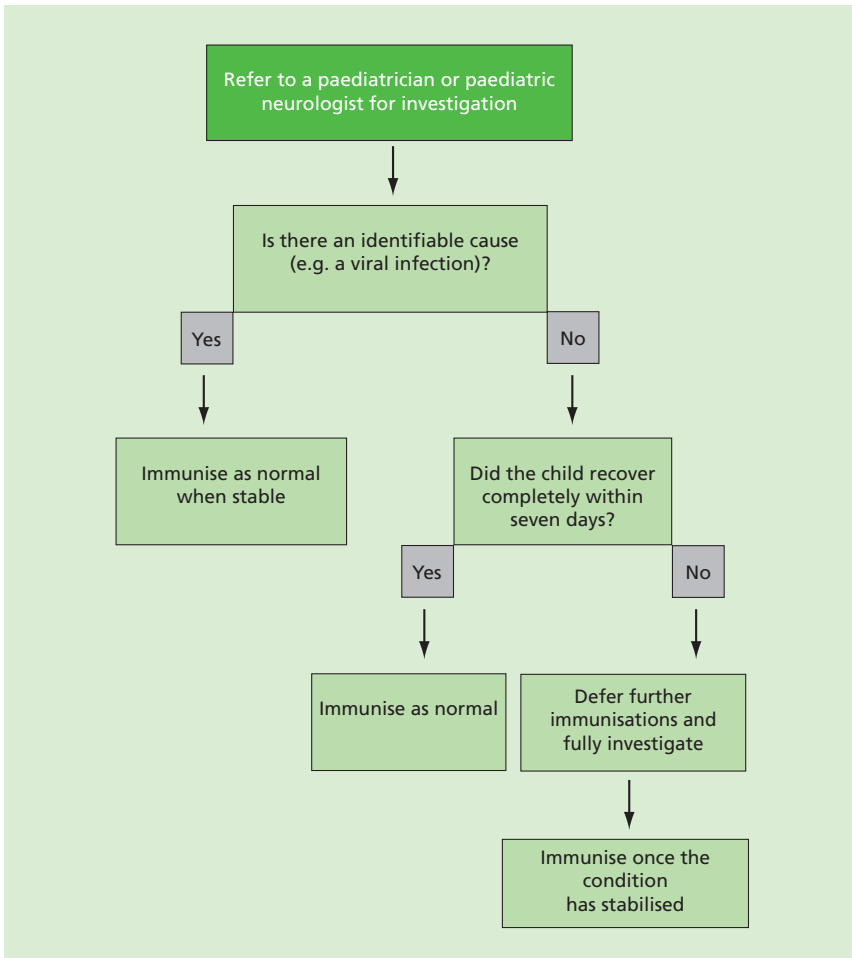 Refer to a paediatrician or paediatric
neurologist for investigation
Is there an identifiable cause
(e.g. a viral infection)?
Yes
No
Immunise as normal
when stable
Did the child recover
completely within
seven days?
Yes
No
Immunise as normal
Defer further
immunisations and
fully investigate
Immunise once the
condition
has stabilised